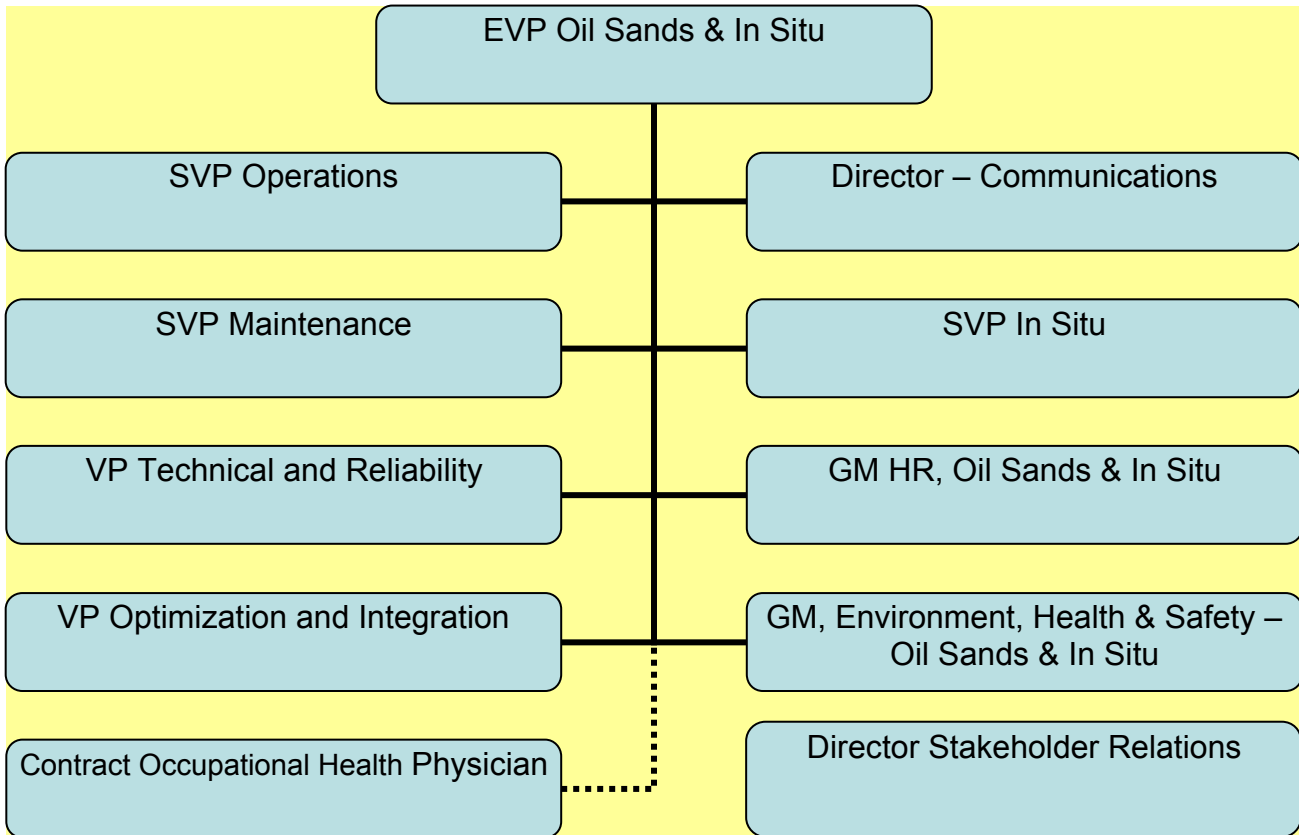 EVP Oil Sands & In Situ
SVP Operations
Director – Communications
SVP Maintenance
SVP In Situ
VP Technical and Reliability
GM HR, Oil Sands & In Situ
VP Optimization and Integration
GM, Environment, Health & Safety –
Oil Sands & In Situ
Contract Occupational Health Physician
Director Stakeholder Relations